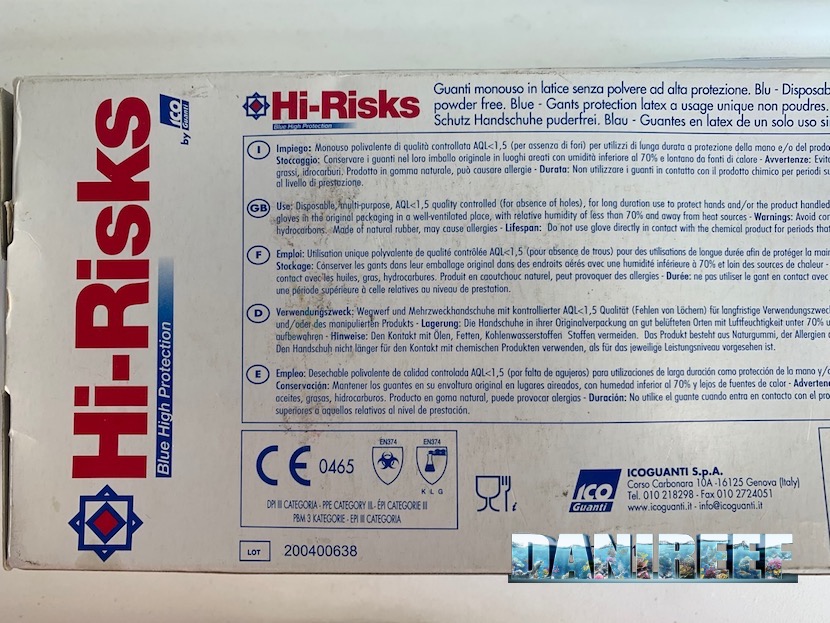 Hi-Risks
Blue High Protection
by ICO Guanti
Hi-Risks
Blue High Protection
Guanti monouso in lattice senza polvere ad alta protezione. Blu - Disposab
powder free. Blue - Gants protection latex a usage unique non poudres.
Schutz Handschuhe puderfrei. Blau - Guantes en latex de un solo uso si
I Impiego: Monouso polivalente di qualità controllata AQL<1,5 (per assenza di fori) per utilizzi di lunga durata a protezione della mano e/o del prodo
Stoccaggio: Conservare i guanti nel loro imballo originale in luoghi areati con umidità inferiore al 70% e lontano da fonti di calore - Avvertenze: Evita
grassi, idrocarburi. Prodotto in gomma naturale, può causare allergie - Durata: Non utilizzare i guanti in contatto con il prodotto chimico per periodi su
al livello di prestazione.
GB Use: Disposable, multi-purpose, AQL<1,5 quality controlled (for absence of holes), for long duration use to protect hands and/or the product handled
gloves in the original packaging in a well-ventilated place, with relative humidity of less than 70% and away from heat sources - Warnings: Avoid con
hydrocarbons. Made of natural rubber, may cause allergies - Lifespan: Do not use glove directly in contact with the chemical product for periods tha
F Emploi: Utilisation unique polyvalente de qualité contrôlée AQL<1,5 (pour absence de trous) pour des utilisations de longue durée afin de protéger la main
Stockage: Conserver les gants dans leur emballage original dans des endroits aérés avec une humidité inférieure à 70% et loin des sources de chaleur -
contact avec les huiles, gras, hydrocarbures. Produit en caoutchouc naturel, peut provoquer des allergies - Durée: ne pas utiliser le gant en contact avec
une période supérieure à celle relatives au niveau de prestation.
D Verwendungszweck: Wegwerf und Mehrzweckhandschuhe mit kontrollierter AQL<1,5 Qualität (Fehlen von Löchern) für langfristige Verwendungszweck
und/oder des manipulierten Produkts - Lagerung: Die Handschuhe in ihrer Originalverpackung an gut belüfteten Orten mit Luftfeuchtigkeit unter 70% u
aufbewahren - Hinweise: Den Kontakt mit Ölen, Fetten, Kohlenwasserstoffen Stoffen vermeiden. Das Produkt besteht aus Naturgummi, der Allergien a
Den Handschuh nicht länger für den Kontakt mit chemischen Produkten verwenden, als für das jeweilige Leistungsniveau vorgesehen ist.
E Empleo: Desechable polivalente de calidad controlada AQL<1,5 (por falta de agujeros) para utilizaciones de larga duración como protección de la mano y/o
Conservación: Mantener los guantes en su envoltura original en lugares aireados, con humedad inferior al 70% y lejos de fuentes de calor - Advertenc
aceites, grasas, hidrocarburos. Producto en goma natural, puede provocar alergias - Duración: No utilice el guante cuando entra en contacto con el pro
superiores a aquellos relativos al nivel de prestación.
CE 0465
EN374
EN374
K L G
DPI III CATEGORIA - PPE CATEGORY III - ÉPI CATEGORIE III
PBM 3 KATEGORIE - EPI III CATEGORIA
LOT 200400638
ICO
Guanti
ICOGUANTI S.p.A.
Corso Carbonara 10A -16125 Genova (Italy)
Tel. 010 218298 - Fax 010 2724051
www.icoguanti.it - info@icoguanti.it
DANIREEF